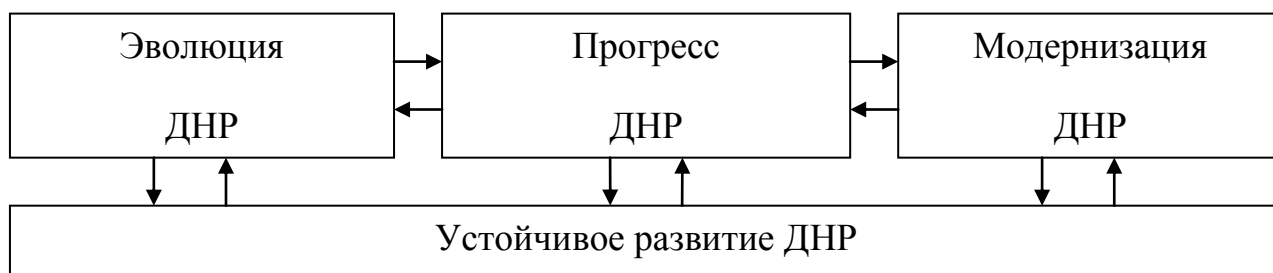 Эволюция
ДНР
Прогресс
ДНР
Модернизация
ДНР
Устойчивое развитие ДНР